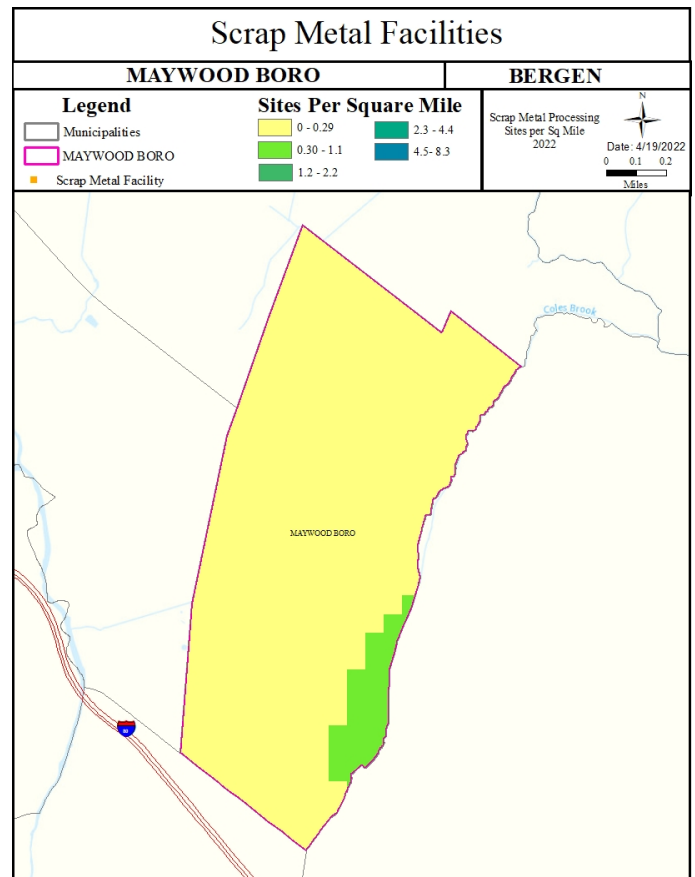 Scrap Metal Facilities
MAYWOOD BORO
BERGEN
Legend
Municipalities
MAYWOOD BORO
Scrap Metal Facility
Sites Per Square Mile
0 - 0.29
0.30 - 1.1
1.2 - 2.2
2.3 - 4.4
4.5- 8.3
Scrap Metal Processing
Sites per Sq Mile
2022
N
Date: 4/19/2022
0 0.1 0.2
Miles
Coles Brook
MAYWOOD BORO
80